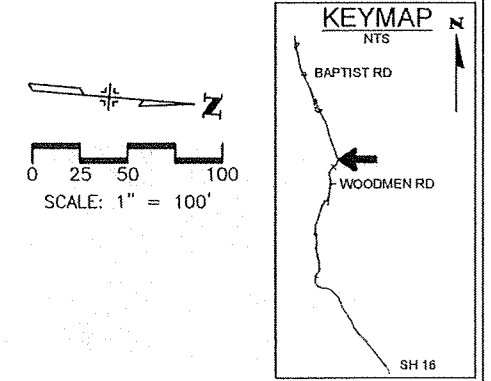 N
0 25 50 100
SCALE: 1" = 100'
KEYMAP
NTS
N
BAPTIST RD
WOODMEN RD
SH 16